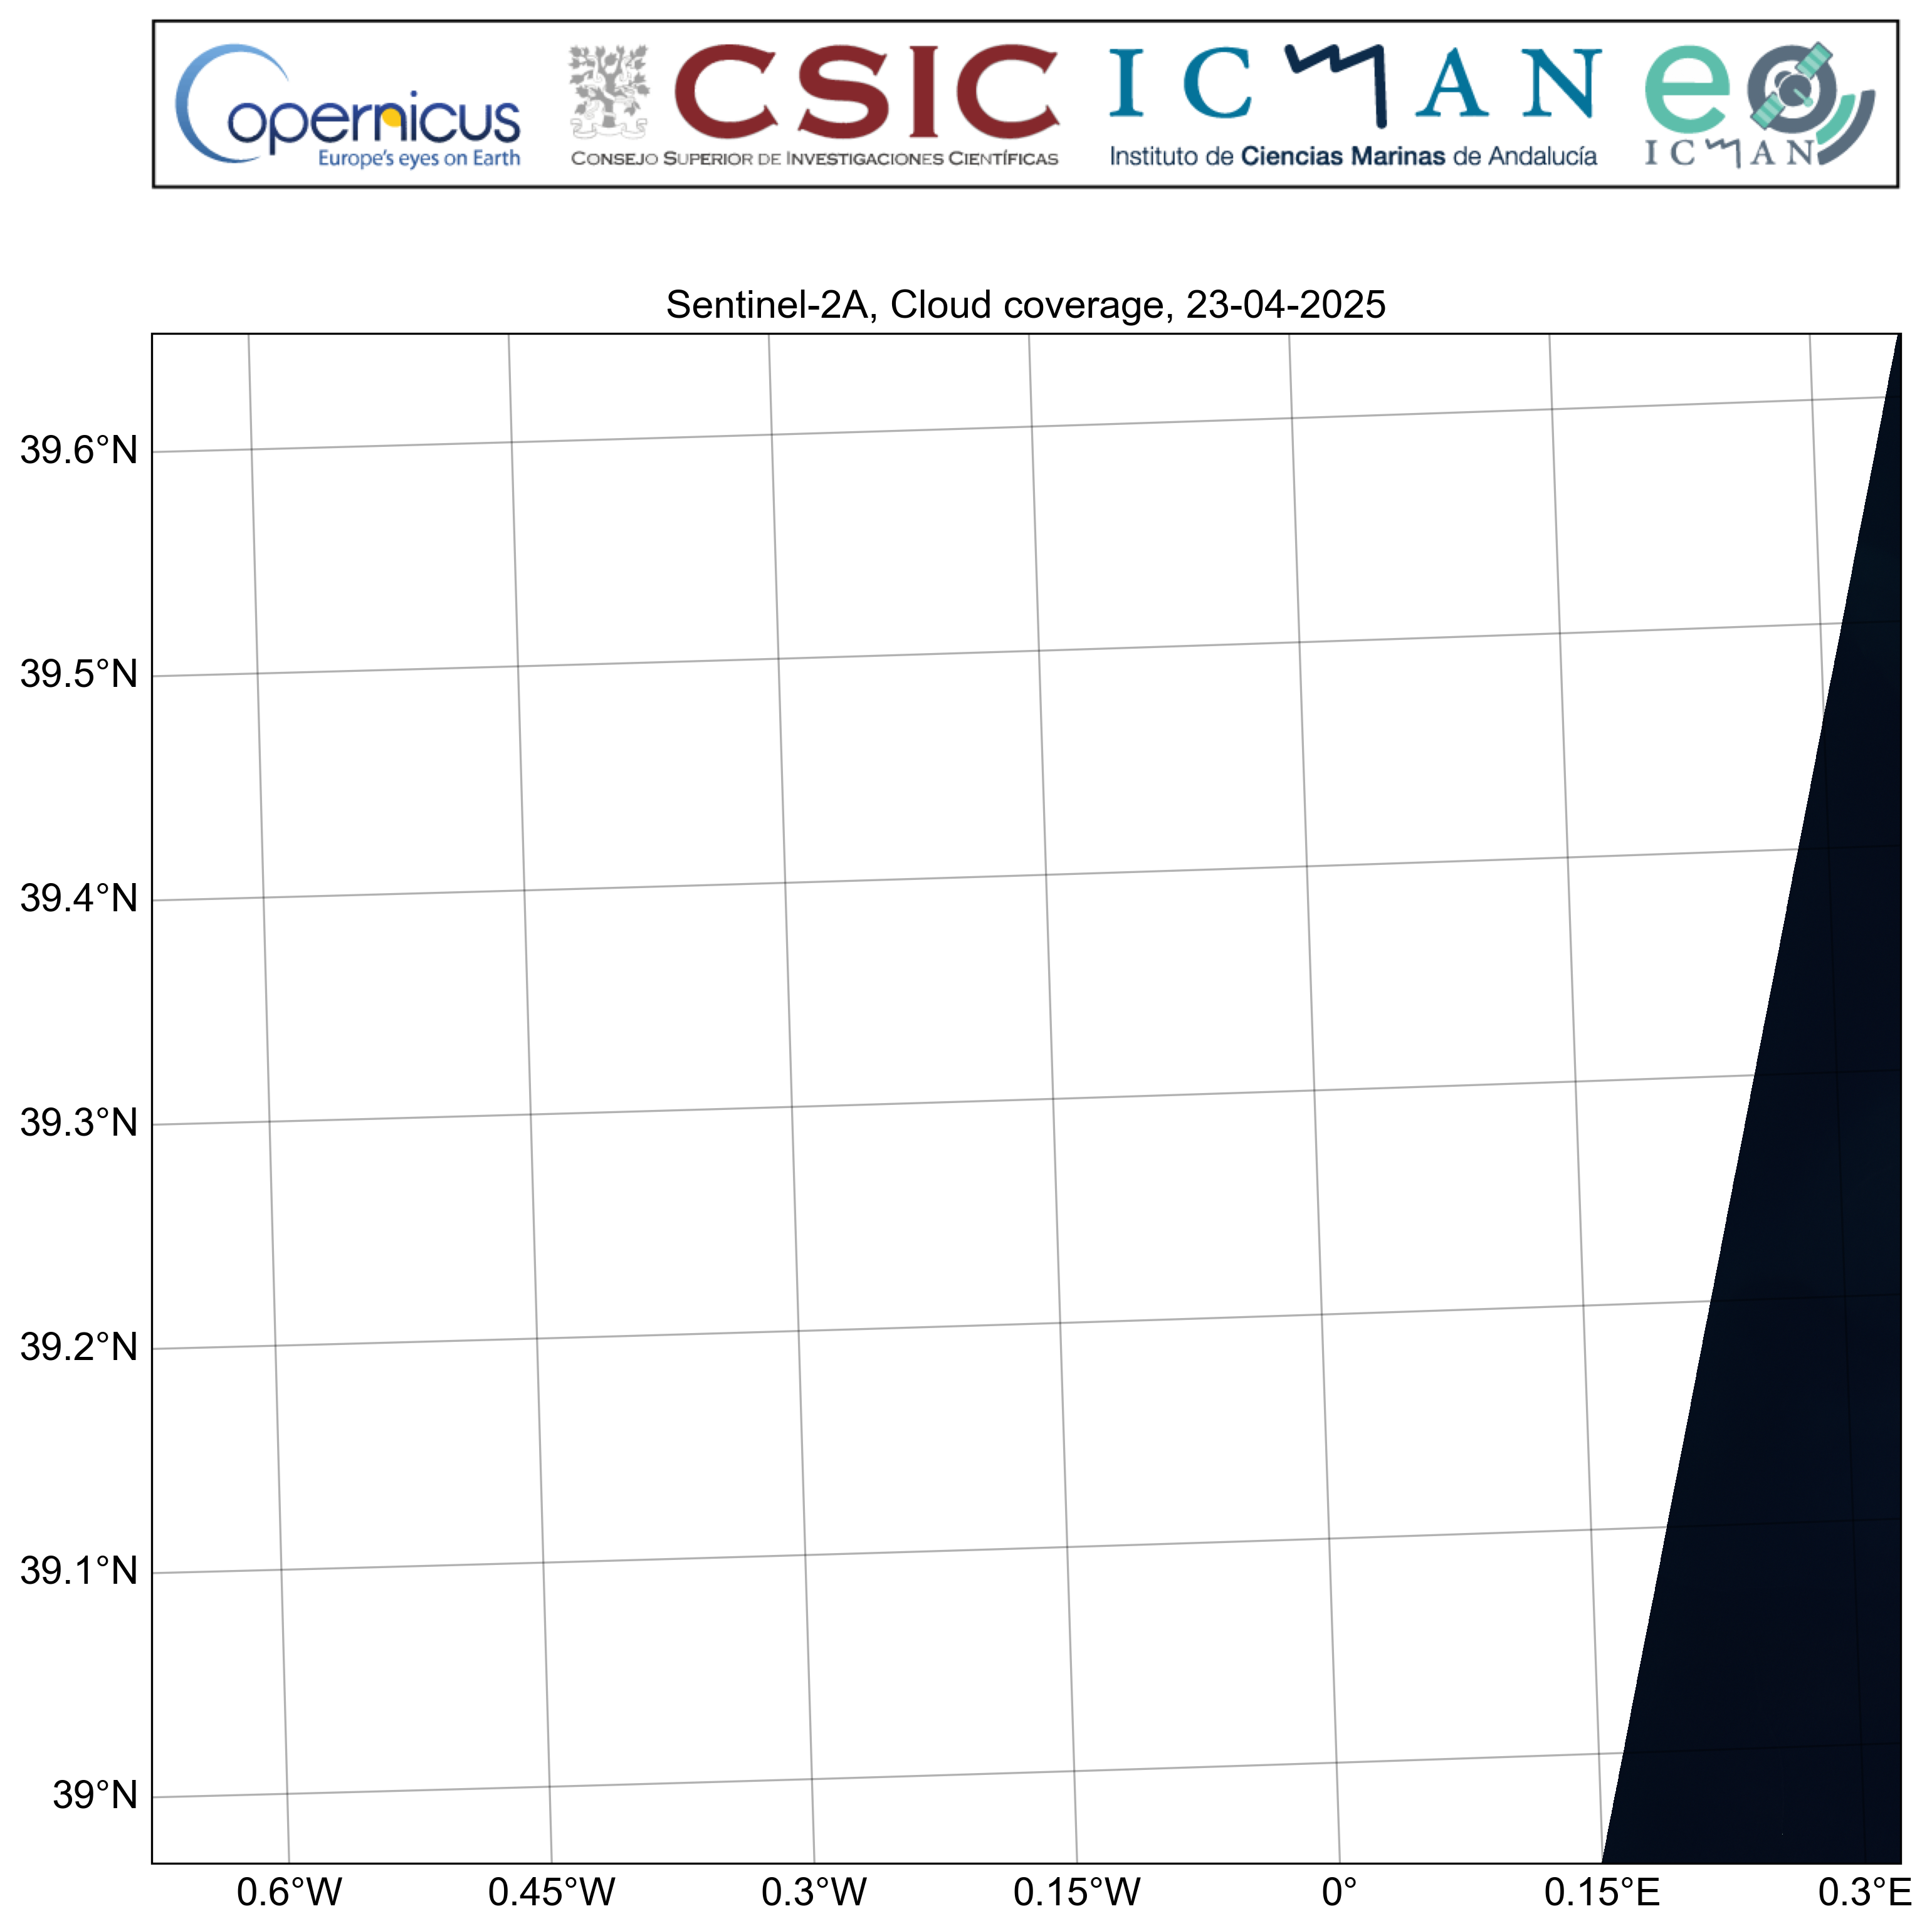 Copernicus
Europe's eyes on Earth
CSIC
CONSEJO SUPERIOR DE INVESTIGACIONES CIENTÍFICAS
ICMAN
Instituto de Ciencias Marinas de Andalucía
eo
ICMAN
Sentinel-2A, Cloud coverage, 23-04-2025
39.6°N
39.5°N
39.4°N
39.3°N
39.2°N
39.1°N
39°N
0.6°W 0.45°W 0.3°W 0.15°W 0° 0.15°E 0.3°E